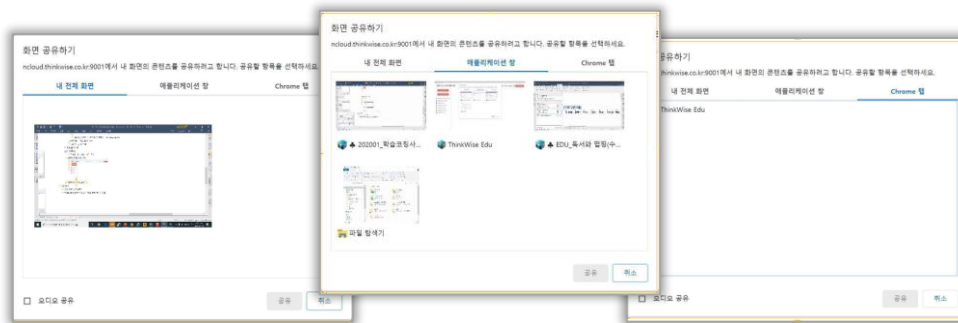 화면 공유하기
ncloud.thinkwise.co.kr:9001에서 내 화면의 콘텐츠를 공유하려고 합니다. 공유할 항목을 선택하세요.
내 전체 화면
애플리케이션 창
Chrome 탭
오디오 공유
공유
취소
화면 공유하기
ncloud.thinkwise.co.kr:9001에서 내 화면의 콘텐츠를 공유하려고 합니다. 공유할 항목을 선택하세요.
내 전체 화면
애플리케이션 창
Chrome 탭
202001_학습코칭사...
ThinkWise Edu
EDU_독서와 맵핑(수...
파일 탐색기
공유
취소
공유하기
thinkwise.co.kr:9001에서 내 화면의 콘텐츠를 공유하려고 합니다. 공유할 항목을 선택하세요.
내 전체 화면
애플리케이션 창
Chrome 탭
ThinkWise Edu
오디오 공유
공유
취소